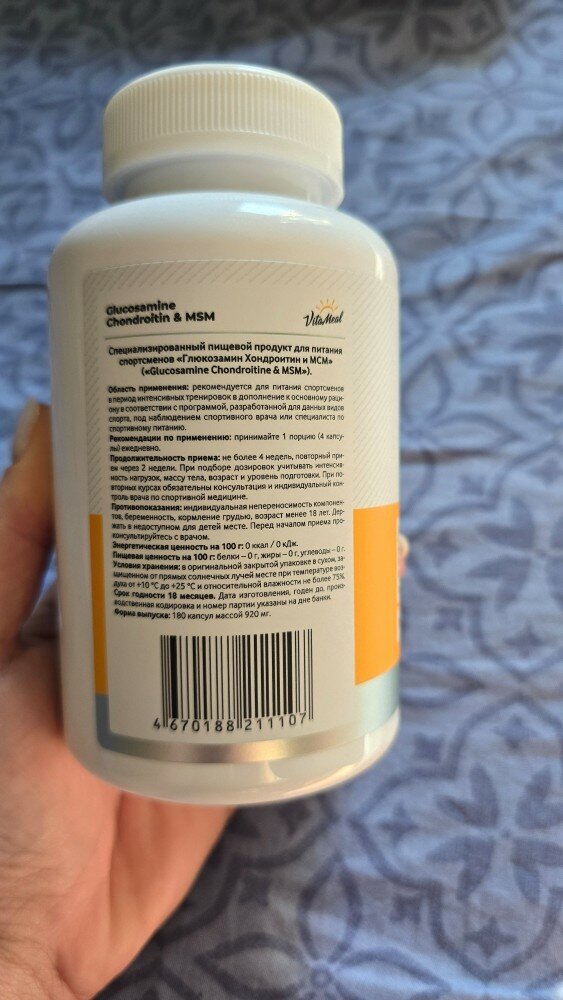 Glucosamine
Chondroitin & MSM
VitaMeal
Специализированный пищевой продукт для питания
спортсменов «Глюкозамин Хондроитин и МСМ»
(«Glucosamine Chondroitine & MSM»).
Область применения: рекомендуется для питания спортсменов
в период интенсивных тренировок в дополнение к основному раци-
ону в соответствии с программой, разработанной для данных видов
спорта, под наблюдением спортивного врача или специалиста по
спортивному питанию.
Рекомендации по применению: принимайте 1 порцию (4 капсу-
лы) ежедневно.
Продолжительность приема: не более 4 недель, повторный при-
ем через 2 недели. При подборе дозировок учитывать интенсив-
ность нагрузок, массу тела, возраст и уровень подготовки. При по-
вторных курсах обязательны консультация и индивидуальный кон-
троль врача по спортивной медицине.
Противопоказания: индивидуальная непереносимость компонен-
тов, беременность, кормление грудью, возраст менее 18 лет. Дер-
жать в недоступном для детей месте. Перед началом приема про-
консультируйтесь с врачом.
Энергетическая ценность на 100 г: 0 ккал / 0 кДж.
Пищевая ценность на 100 г: белки – 0 г, жиры – 0 г, углеводы – 0 г.
Условия хранения: в оригинальной закрытой упаковке в сухом, за-
щищенном от прямых солнечных лучей месте при температуре воз-
духа от +10 °C до +25 °C и относительной влажности не более 75%.
Срок годности 18 месяцев. Дата изготовления, годен до, произ-
водственная кодировка и номер партии указаны на дне банки.
Форма выпуска: 180 капсул массой 920 мг.
4 670188 211107